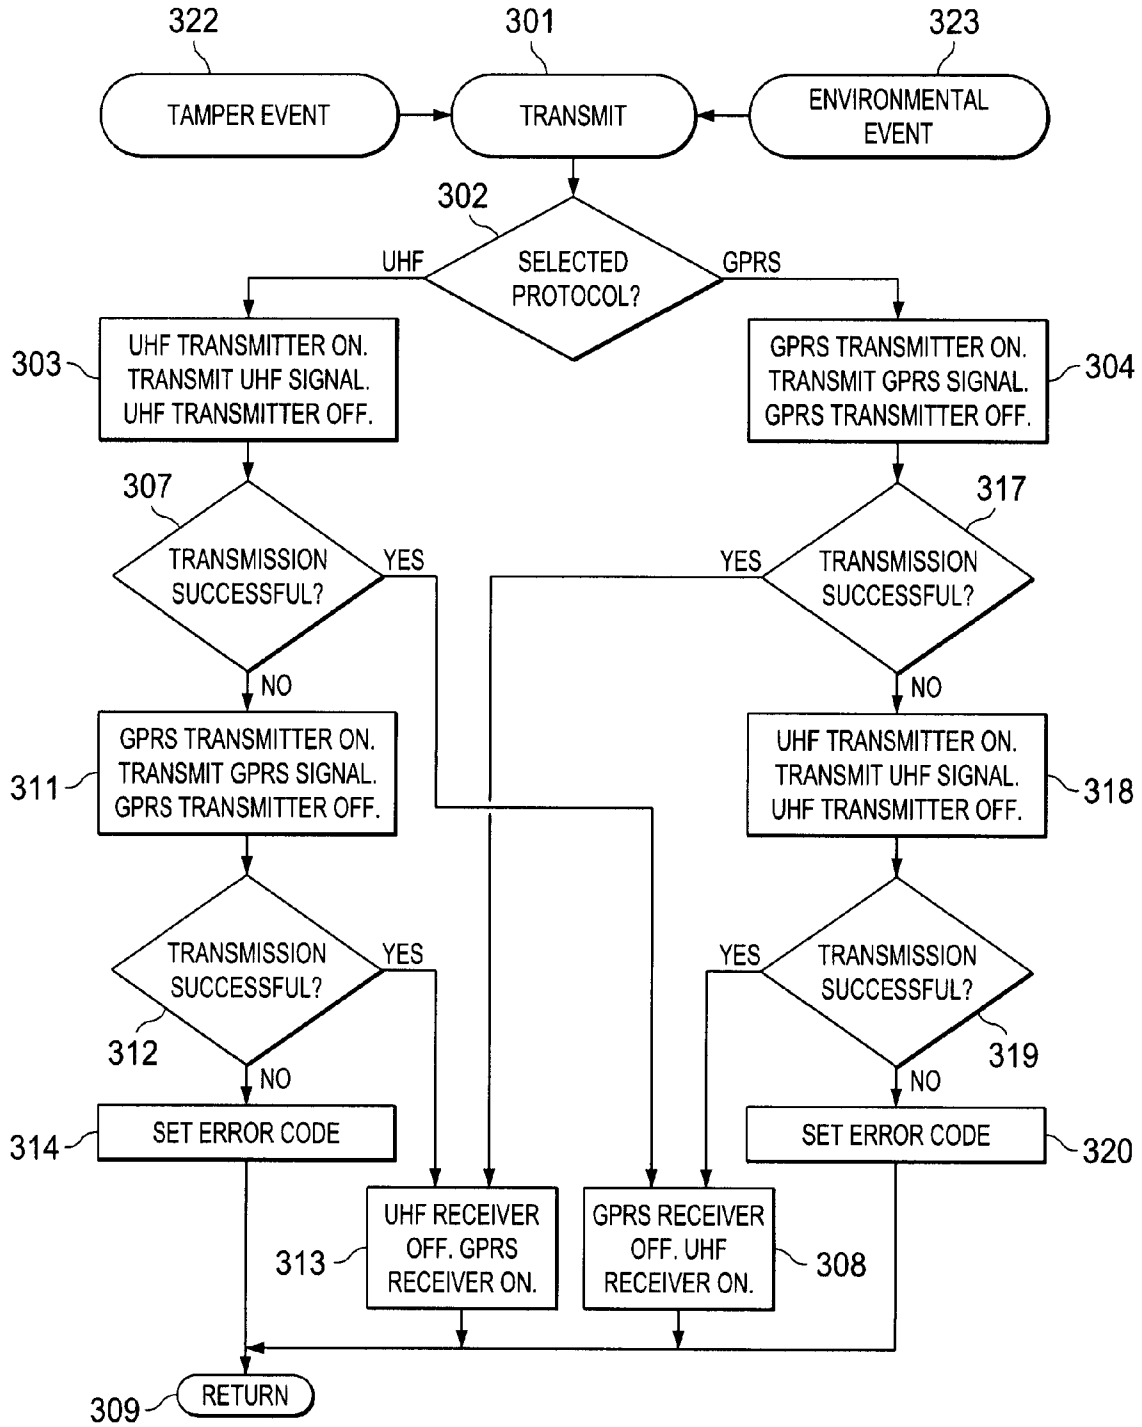 322
301
323
TAMPER EVENT
TRANSMIT
ENVIRONMENTAL
EVENT
302
UHF
SELECTED
PROTOCOL?
GPRS
303
UHF TRANSMITTER ON.
TRANSMIT UHF SIGNAL.
UHF TRANSMITTER OFF.
GPRS TRANSMITTER ON.
TRANSMIT GPRS SIGNAL.
GPRS TRANSMITTER OFF.
304
307
TRANSMISSION
SUCCESSFUL?
YES
NO
317
YES
TRANSMISSION
SUCCESSFUL?
NO
311
GPRS TRANSMITTER ON.
TRANSMIT GPRS SIGNAL.
GPRS TRANSMITTER OFF.
UHF TRANSMITTER ON.
TRANSMIT UHF SIGNAL.
UHF TRANSMITTER OFF.
318
TRANSMISSION
SUCCESSFUL?
YES
312
NO
YES
TRANSMISSION
SUCCESSFUL?
319
NO
314
SET ERROR CODE
SET ERROR CODE
320
313
UHF RECEIVER
OFF. GPRS
RECEIVER ON.
GPRS RECEIVER
OFF. UHF
RECEIVER ON.
308
309
RETURN